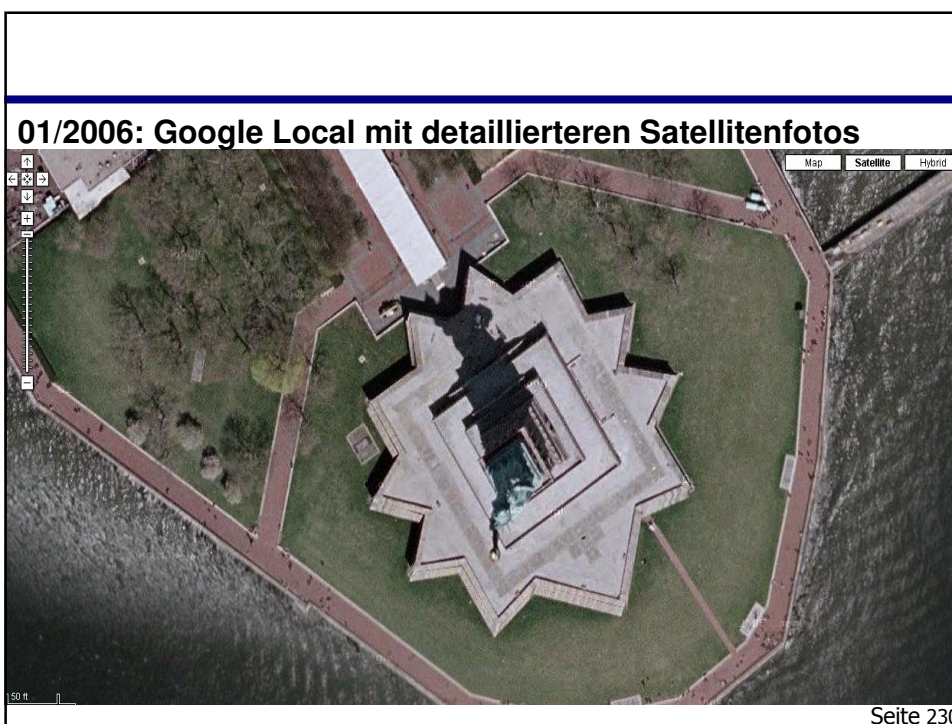 01/2006: Google Local mit detaillierteren Satellitenfotos
Map Satellite Hybrid
50 ft
Seite 230